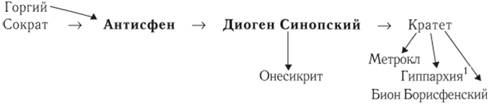 Горгий
Сократ → Антисфен → Диоген Синопский → Кратет
Метрокл
Онесикрит
Гиппархия¹
Бион Борисфенский